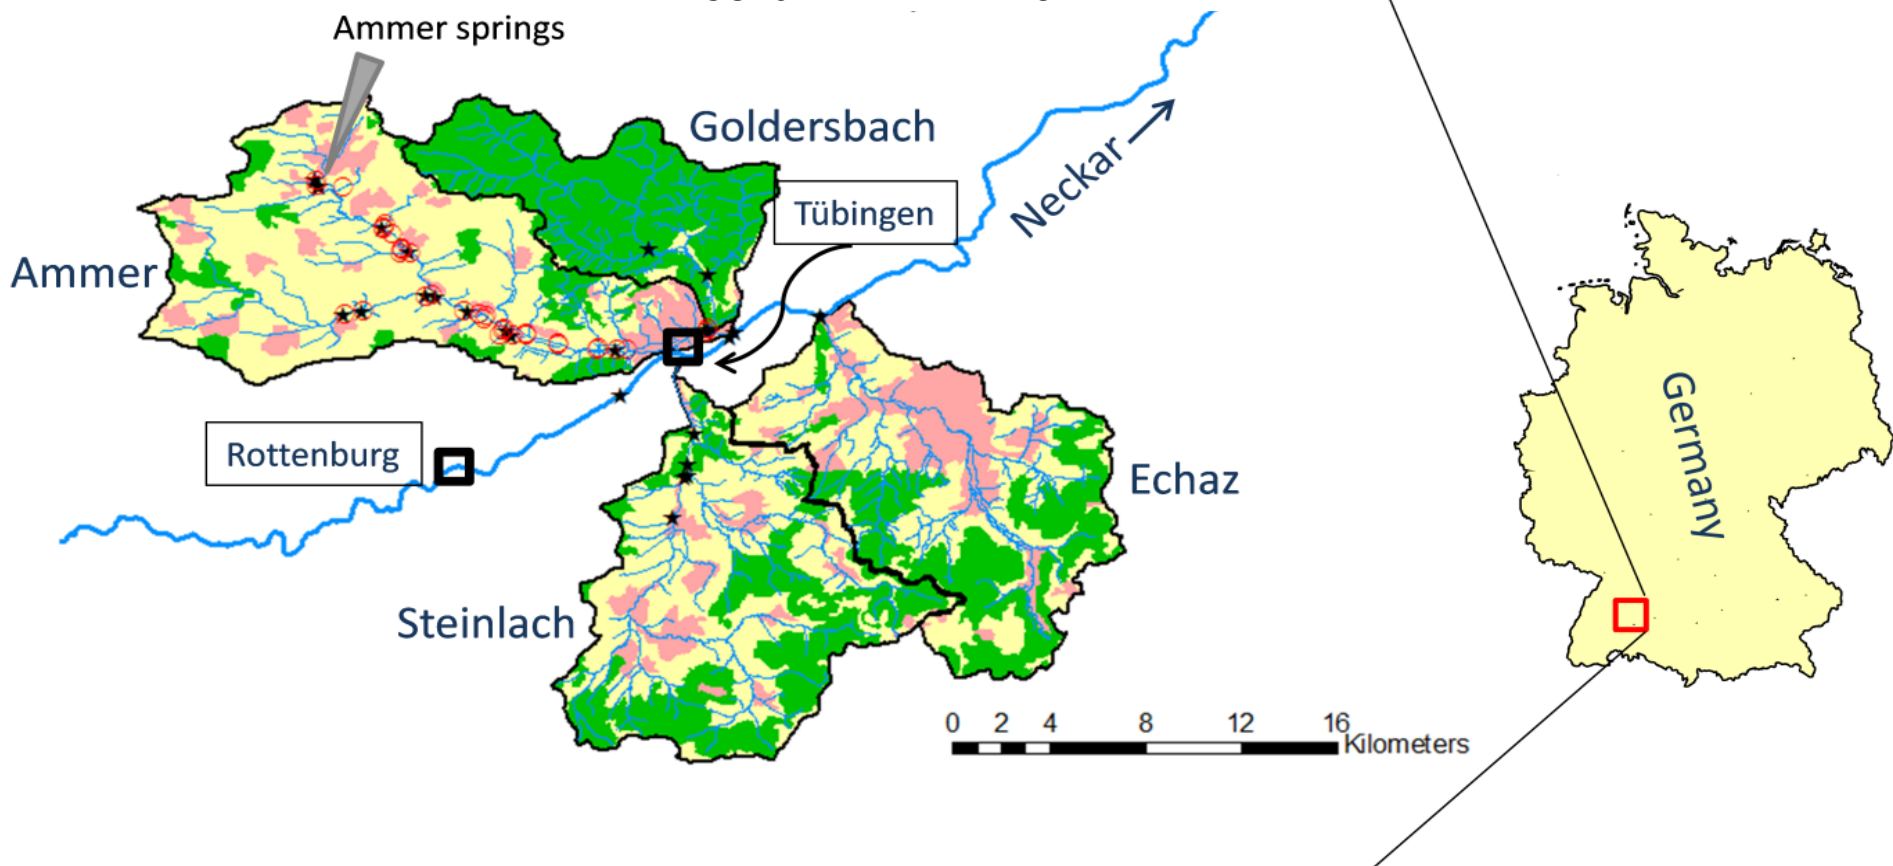 Ammer springs
Goldersbach
Neckar
Tübingen
Ammer
Rottenburg
Echaz
Steinlach
Germany
0 2 4 8 12 16
Kilometers